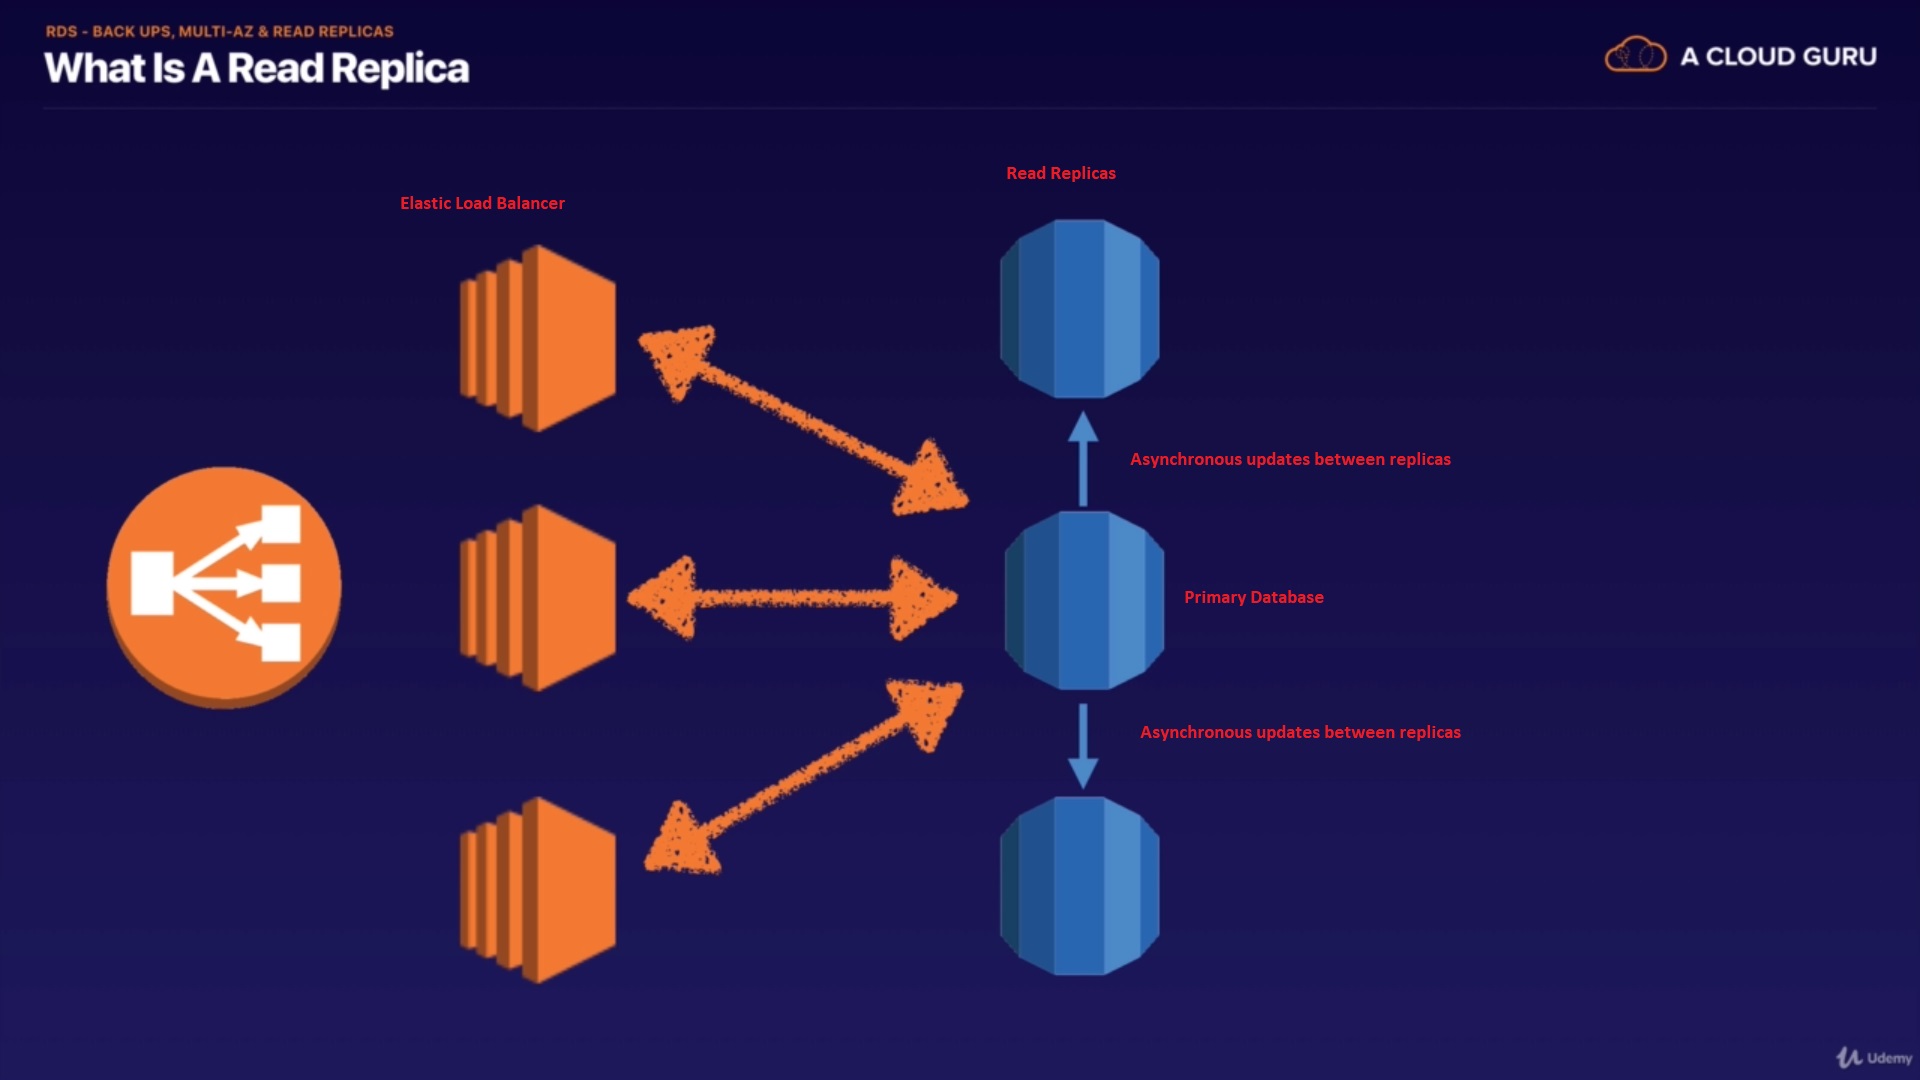 RDS - BACK UPS, MULTI-AZ & READ REPLICAS
What Is A Read Replica
A CLOUD GURU
Read Replicas
Elastic Load Balancer
Asynchronous updates between replicas
Primary Database
Asynchronous updates between replicas
Udemy